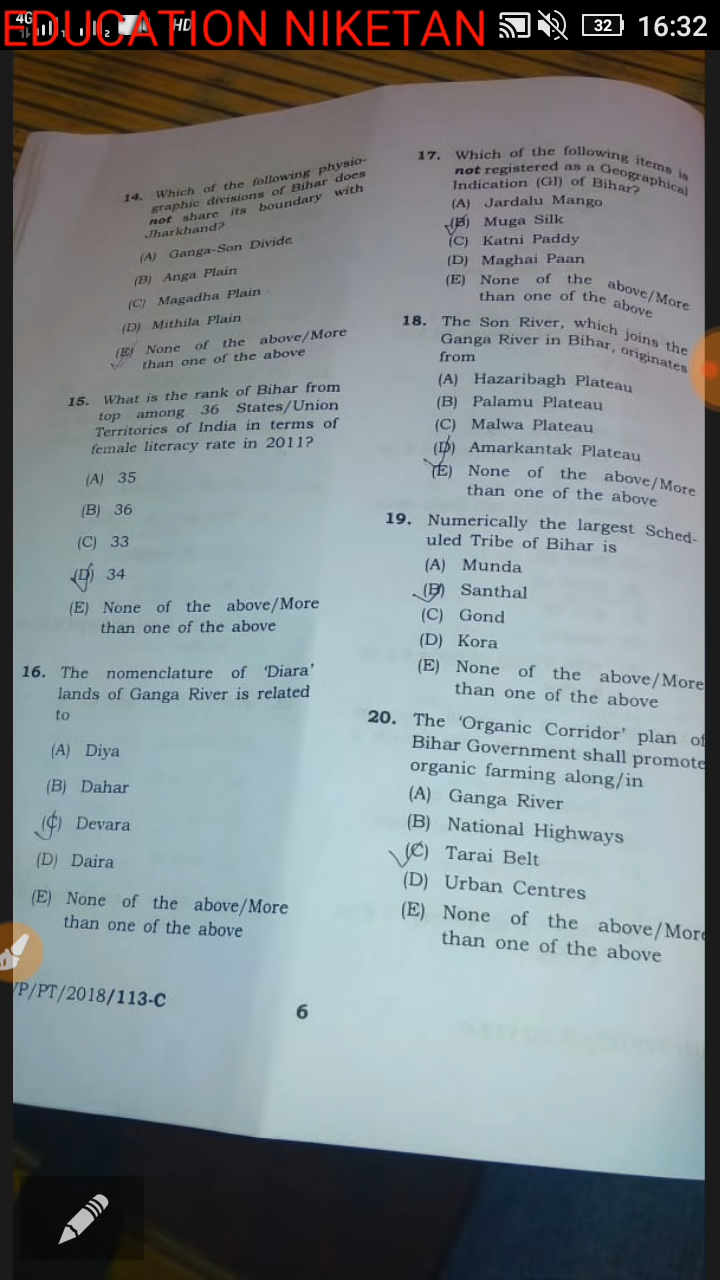 EDUCATION NIKETAN
4G
HD
2
32
16:32
14. Which of the following physio-
graphic divisions of Bihar does
not share its boundary with
Jharkhand?
(A) Ganga-Son Divide
(B) Anga Plain
(C) Magadha Plain
(D) Mithila Plain
(E) None of the above/More
than one of the above
15. What is the rank of Bihar from
top among 36 States/Union
Territories of India in terms of
female literacy rate in 2011?
(A) 35
(B) 36
(C) 33
(D) 34
(E) None of the above/More
than one of the above
16. The nomenclature of 'Diara'
lands of Ganga River is related
to
(A) Diya
(B) Dahar
(C) Devara
(D) Daira
(E) None of the above/More
than one of the above
/P/PT/2018/113-C
6
17. Which of the following items is
not registered as a Geographical
Indication (GI) of Bihar?
(A) Jardalu Mango
(B) Muga Silk
(C) Katni Paddy
(D) Maghai Paan
(E) None of the above/More
than one of the above
18. The Son River, which joins the
Ganga River in Bihar, originates
from
(A) Hazaribagh Plateau
(B) Palamu Plateau
(C) Malwa Plateau
(D) Amarkantak Plateau
(E) None of the above/More
than one of the above
19. Numerically the largest Sched-
uled Tribe of Bihar is
(A) Munda
(B) Santhal
(C) Gond
(D) Kora
(E) None of the above/More
than one of the above
20. The 'Organic Corridor' plan of
Bihar Government shall promote
organic farming along/in
(A) Ganga River
(B) National Highways
(C) Tarai Belt
(D) Urban Centres
(E) None of the above/More
than one of the above